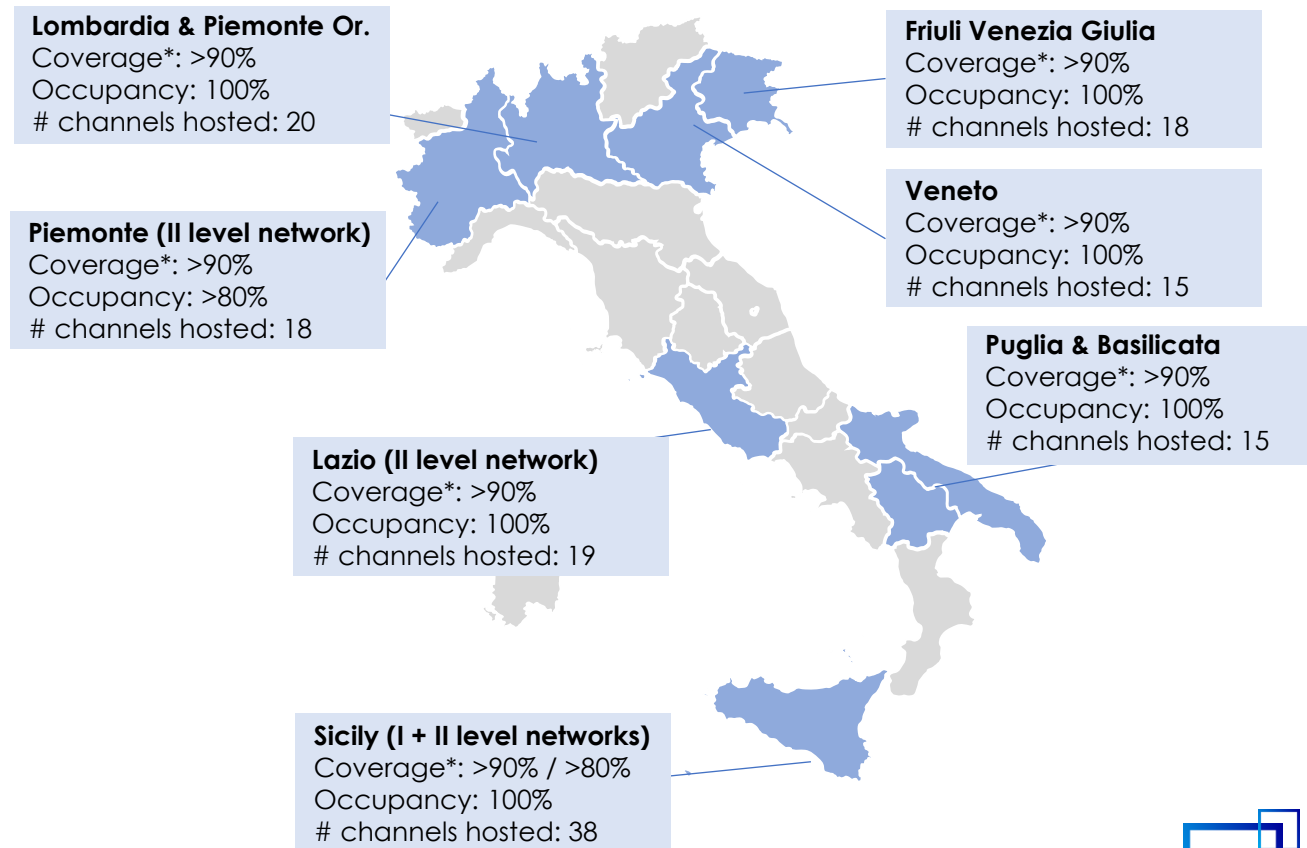 Lombardia & Piemonte Or.
Coverage*: >90%
Occupancy: 100%
# channels hosted: 20
Friuli Venezia Giulia
Coverage*: >90%
Occupancy: 100%
# channels hosted: 18
Piemonte (II level network)
Coverage*: >90%
Occupancy: >80%
# channels hosted: 18
Veneto
Coverage*: >90%
Occupancy: 100%
# channels hosted: 15
Puglia & Basilicata
Coverage*: >90%
Occupancy: 100%
# channels hosted: 15
Lazio (II level network)
Coverage*: >90%
Occupancy: 100%
# channels hosted: 19
Sicily (I + II level networks)
Coverage*: >90% / >80%
Occupancy: 100%
# channels hosted: 38